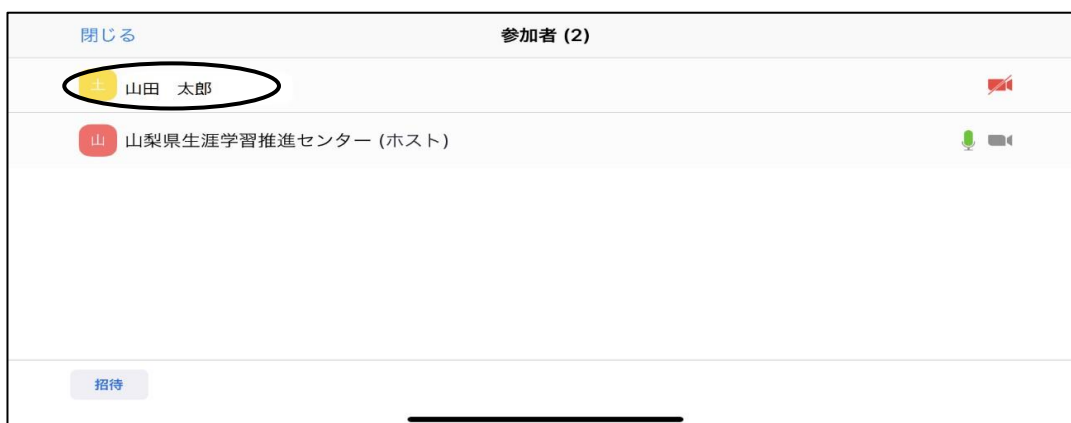 閉じる 参加者 (2)
土 山田 太郎
山 山梨県生涯学習推進センター (ホスト)
招待